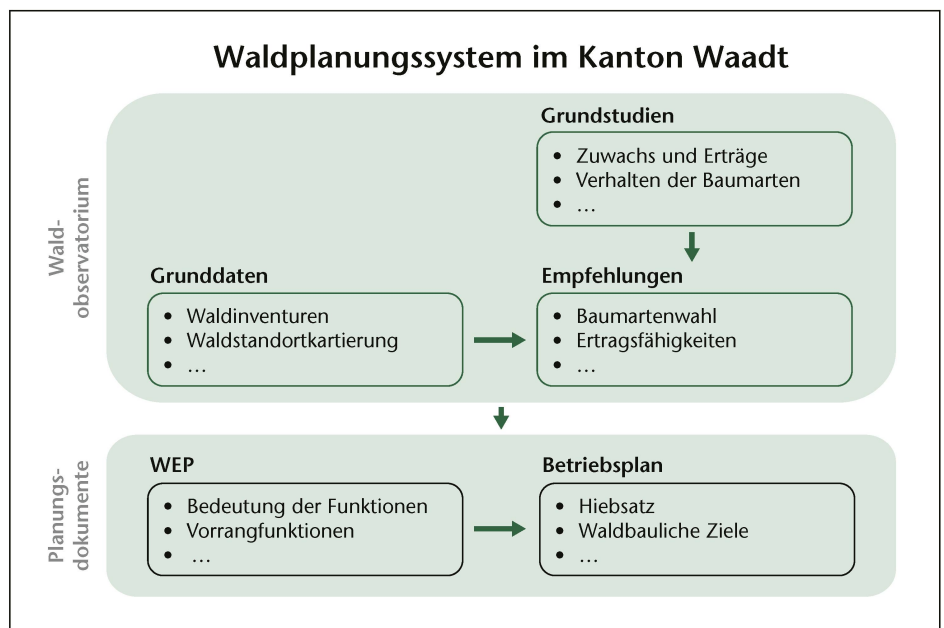 Waldplanungssystem im Kanton Waadt
Wald-
observatorium
Grundstudien
• Zuwachs und Erträge
• Verhalten der Baumarten
• ...
Grunddaten
• Waldinventuren
• Waldstandortkartierung
• ...
Empfehlungen
• Baumartenwahl
• Ertragsfähigkeiten
• ...
Planungs-
dokumente
WEP
• Bedeutung der Funktionen
• Vorrangfunktionen
• ...
Betriebsplan
• Hiebsatz
• Waldbauliche Ziele
• ...